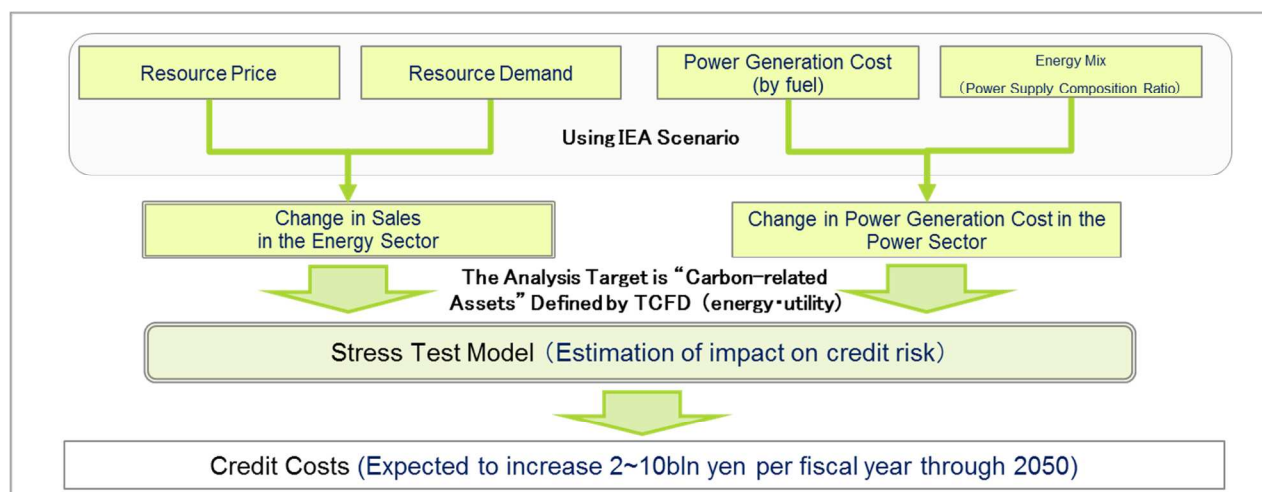 Resource Price
Resource Demand
Power Generation Cost
(by fuel)
Energy Mix
（Power Supply Composition Ratio）
Using IEA Scenario
Change in Sales
in the Energy Sector
Change in Power Generation Cost in the
Power Sector
The Analysis Target is “Carbon-related
Assets” Defined by TCFD（energy・utility）
Stress Test Model（Estimation of impact on credit risk）
Credit Costs (Expected to increase 2~10bln yen per fiscal year through 2050)